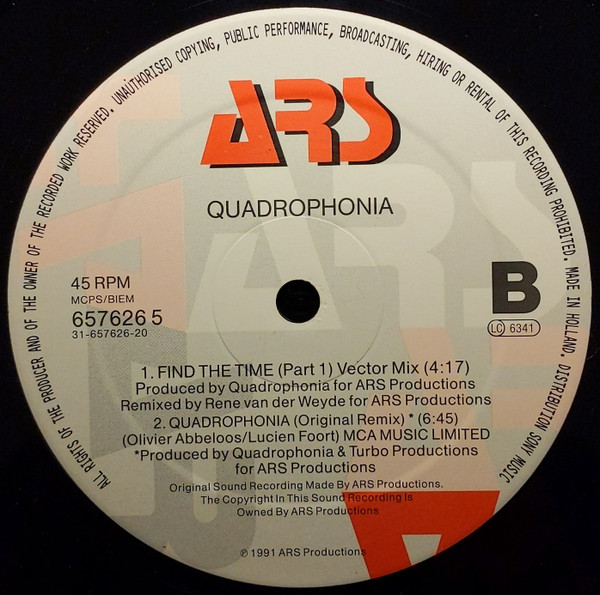 ALL RIGHTS OF THE PRODUCER AND OF THE OWNER OF THE RECORDED WORK RESERVED. UNAUTHORISED COPYING, PUBLIC PERFORMANCE, BROADCASTING, HIRING OR RENTAL OF THIS RECORDING PROHIBITED. MADE IN HOLLAND. DISTRIBUTION SONY MUSIC
ARS
QUADROPHONIA
45 RPM
MCPS/BIEM
657626 5
31-657626-20
B
LC 6341
1. FIND THE TIME (Part 1) Vector Mix (4:17)
Produced by Quadrophonia for ARS Productions
Remixed by Rene van der Weyde for ARS Productions
2. QUADROPHONIA (Original Remix) * (6:45)
(Olivier Abbeloos/Lucien Foort) MCA MUSIC LIMITED
*Produced by Quadrophonia & Turbo Productions
for ARS Productions
Original Sound Recording Made By ARS Productions.
The Copyright In This Sound Recording Is
Owned By ARS Productions
℗ 1991 ARS Productions